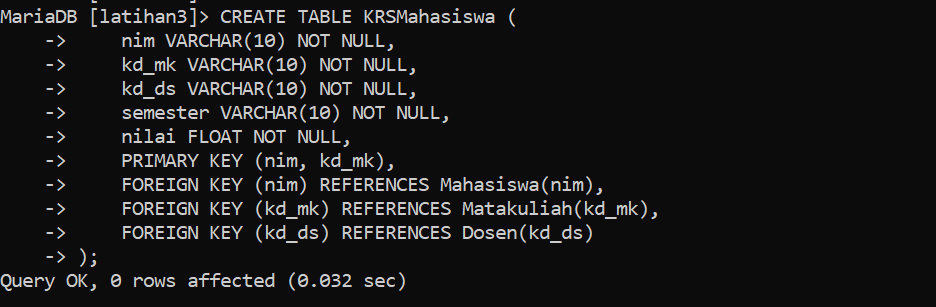 MariaDB [latihan3]> CREATE TABLE KRSMahasiswa (
    ->     nim VARCHAR(10) NOT NULL,
    ->     kd_mk VARCHAR(10) NOT NULL,
    ->     kd_ds VARCHAR(10) NOT NULL,
    ->     semester VARCHAR(10) NOT NULL,
    ->     nilai FLOAT NOT NULL,
    ->     PRIMARY KEY (nim, kd_mk),
    ->     FOREIGN KEY (nim) REFERENCES Mahasiswa(nim),
    ->     FOREIGN KEY (kd_mk) REFERENCES Matakuliah(kd_mk),
    ->     FOREIGN KEY (kd_ds) REFERENCES Dosen(kd_ds)
    -> );
Query OK, 0 rows affected (0.032 sec)